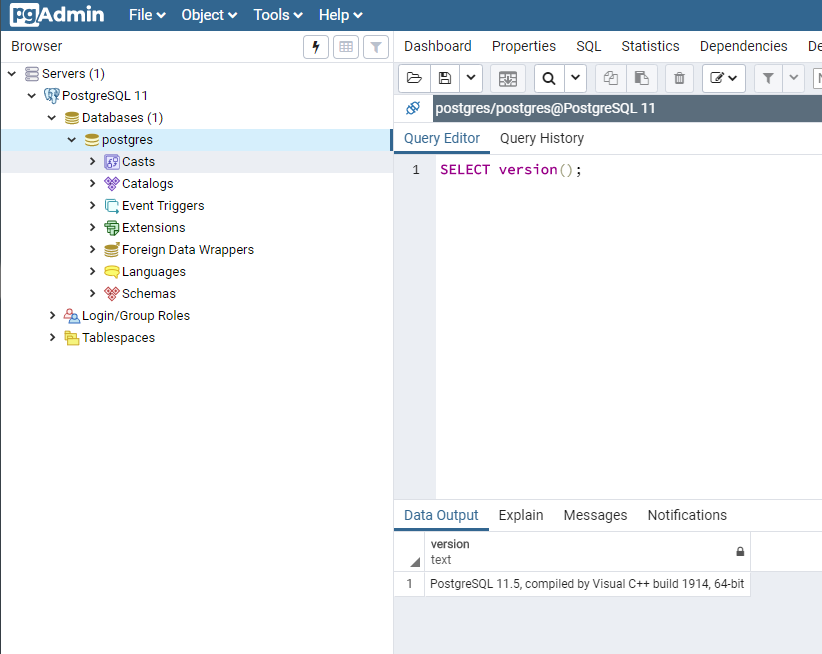 pgAdmin File Object Tools Help
Browser
Servers (1)
PostgreSQL 11
Databases (1)
postgres
Casts
Catalogs
Event Triggers
Extensions
Foreign Data Wrappers
Languages
Schemas
Login/Group Roles
Tablespaces
Dashboard Properties SQL Statistics Dependencies De
postgres/postgres@PostgreSQL 11
Query Editor Query History
1 SELECT version();
Data Output Explain Messages Notifications
version
text
1 PostgreSQL 11.5, compiled by Visual C++ build 1914, 64-bit